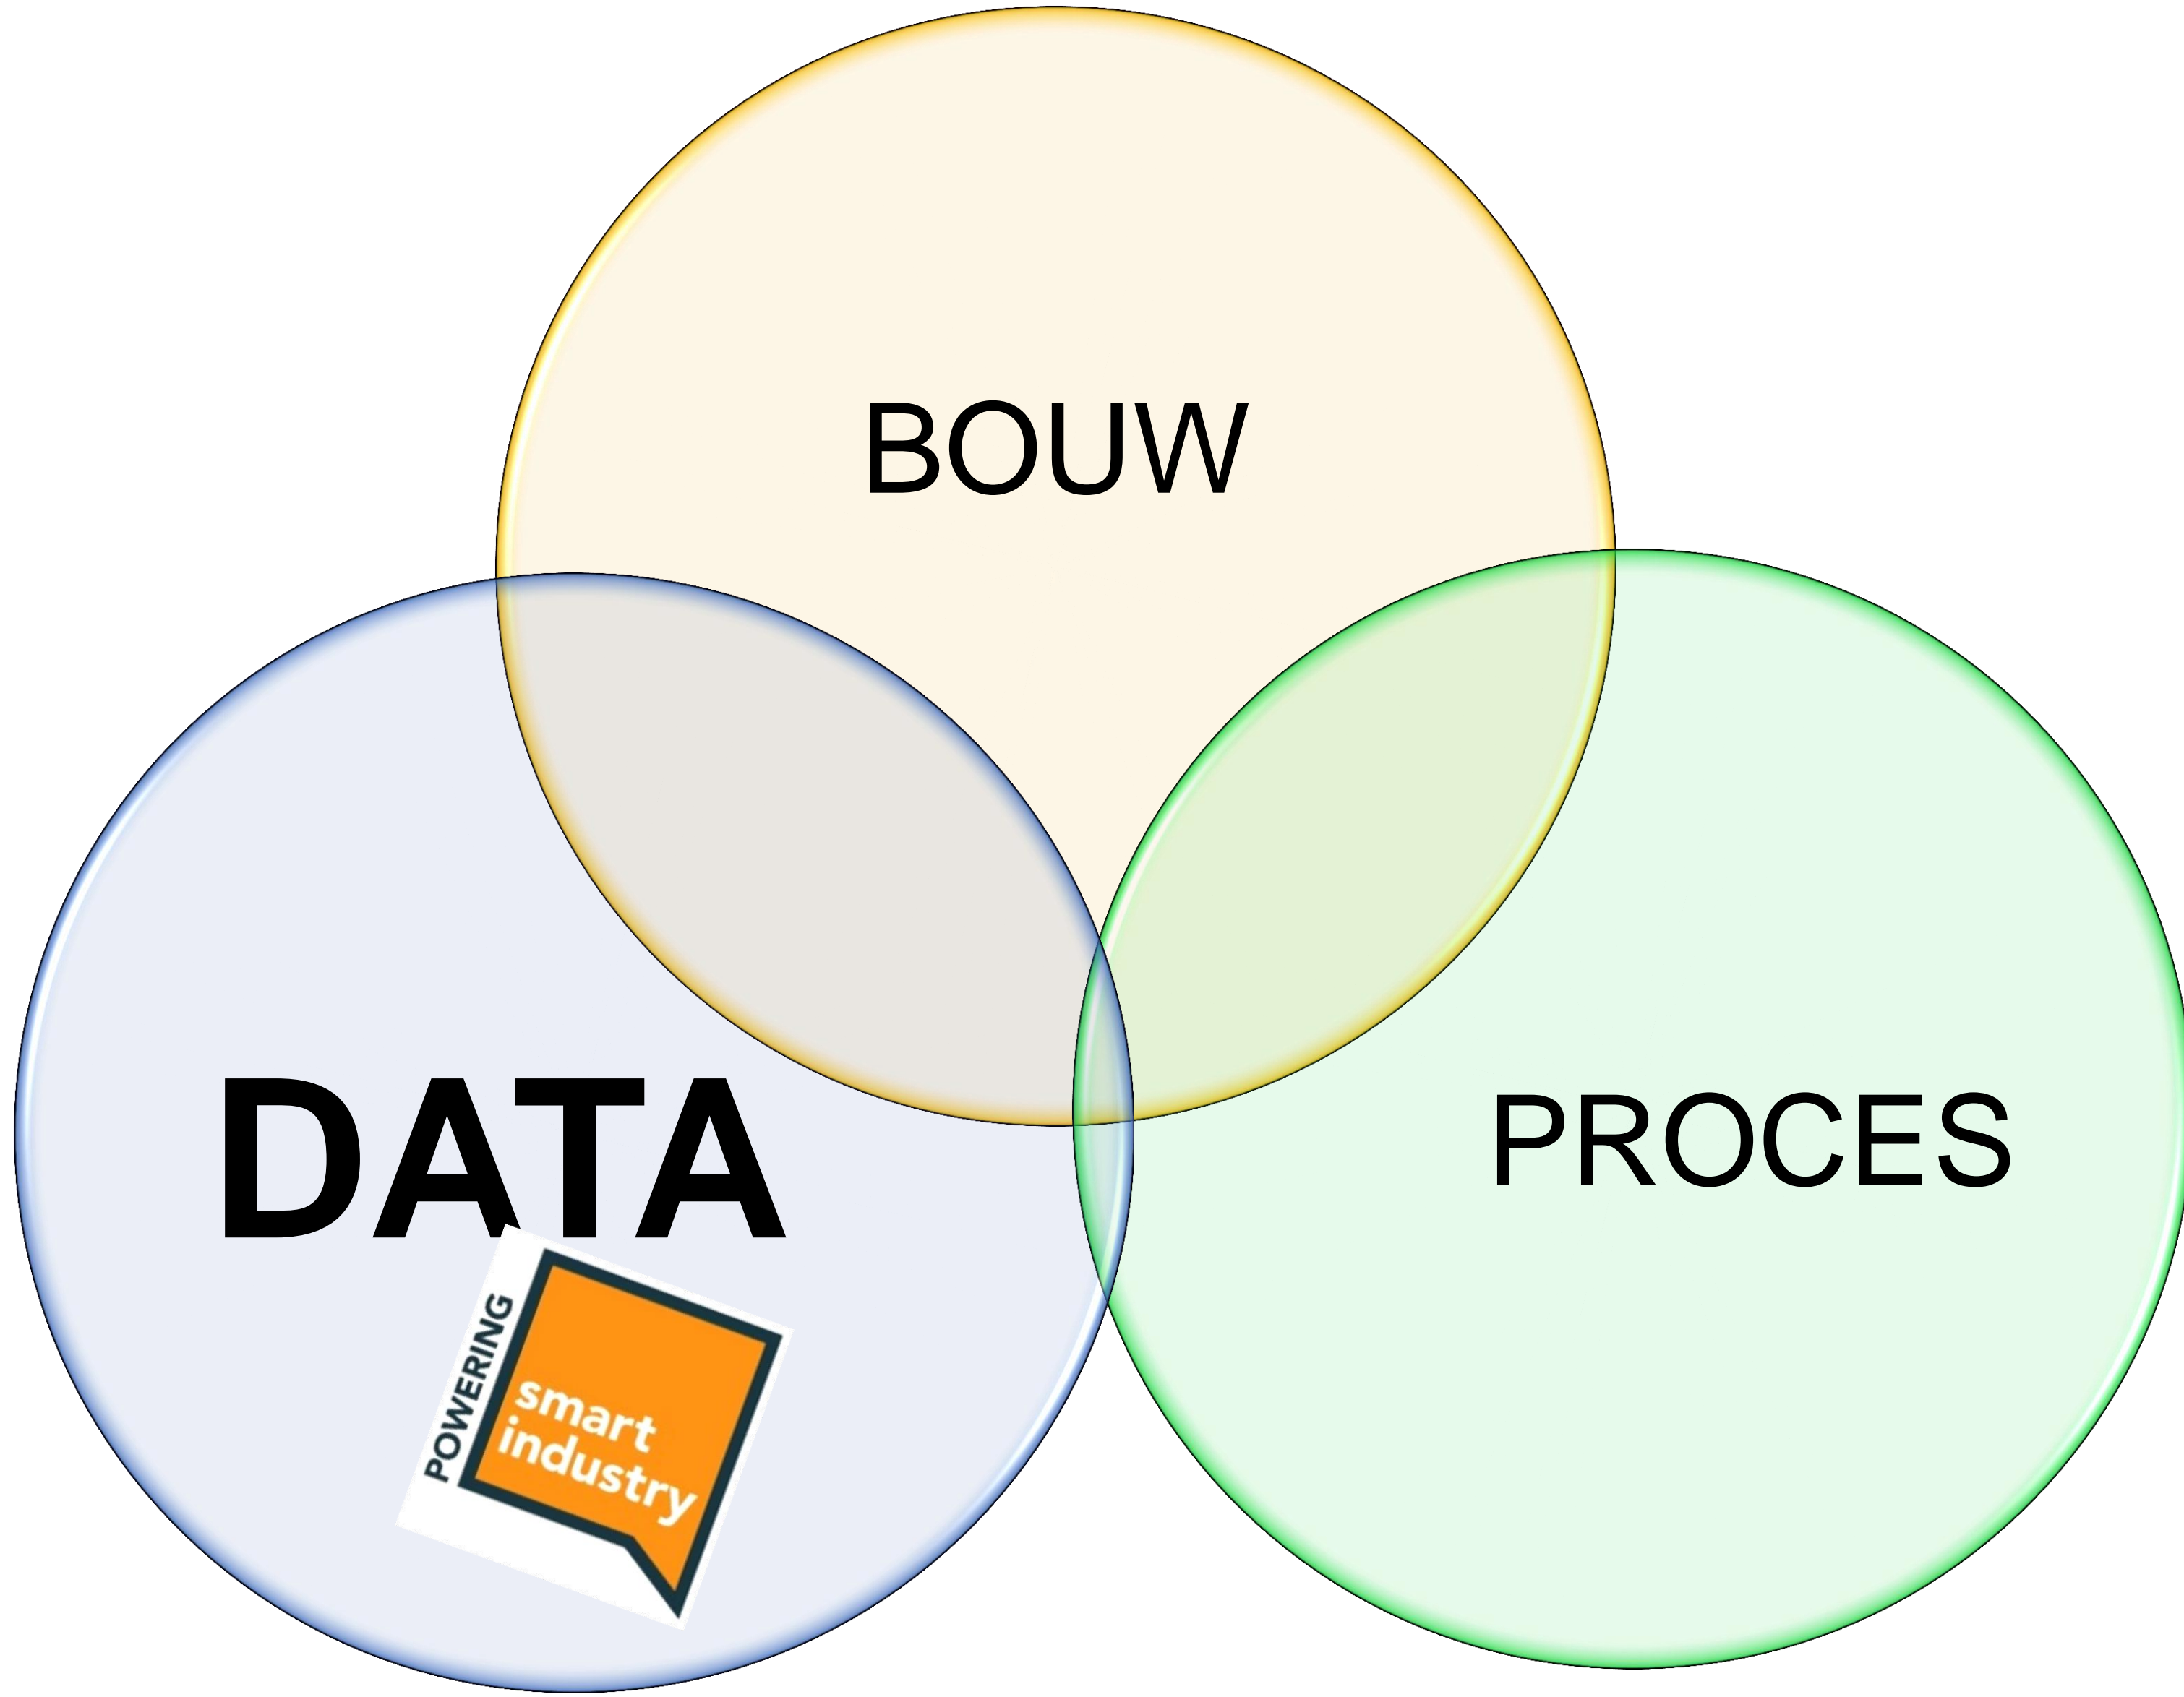 BOUW
DATA
PROCES
POWERING
smart
industry